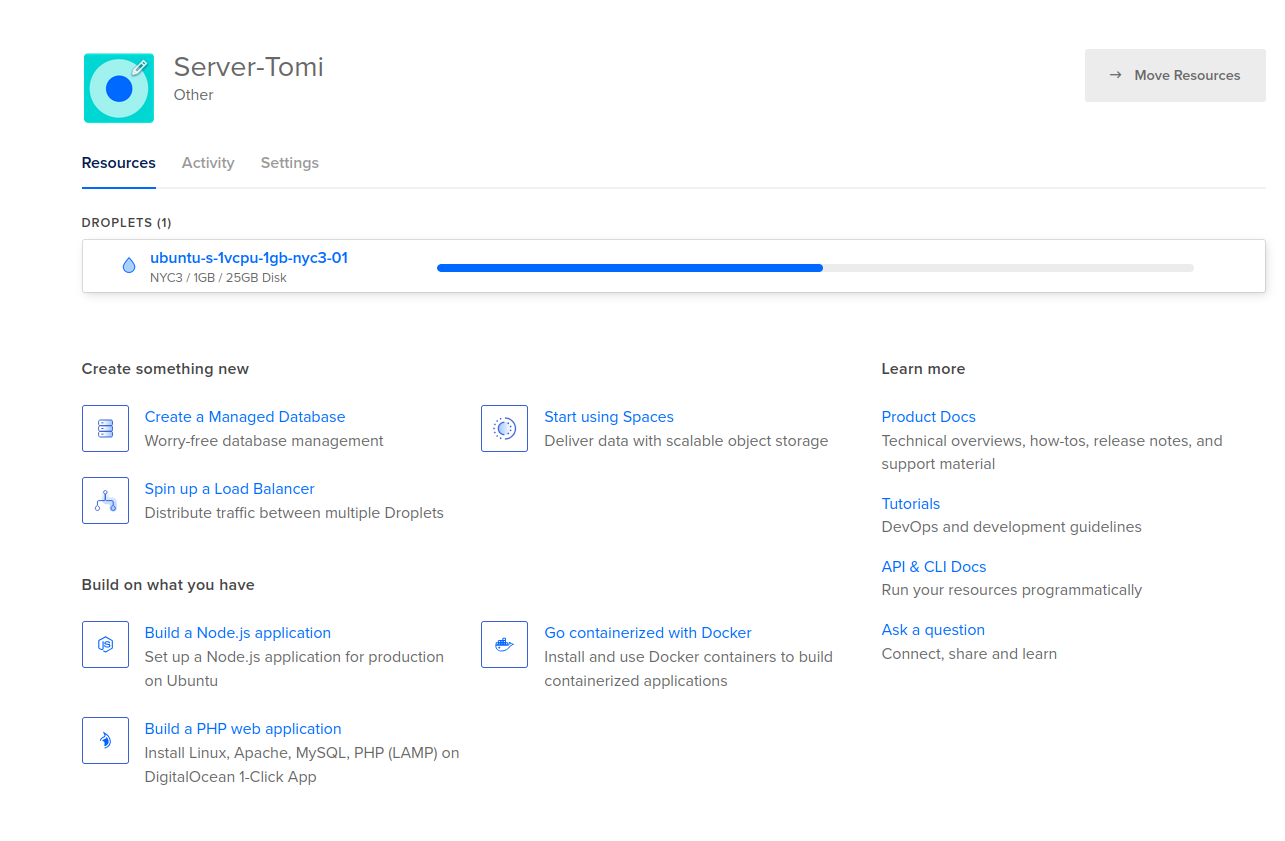 Server-Tomi
Other
→ Move Resources
Resources Activity Settings
DROPLETS (1)
ubuntu-s-1vcpu-1gb-nyc3-01
NYC3 / 1GB / 25GB Disk
Create something new
Create a Managed Database
Worry-free database management
Start using Spaces
Deliver data with scalable object storage
Spin up a Load Balancer
Distribute traffic between multiple Droplets
Build on what you have
Build a Node.js application
Set up a Node.js application for production
on Ubuntu
Go containerized with Docker
Install and use Docker containers to build
containerized applications
Build a PHP web application
Install Linux, Apache, MySQL, PHP (LAMP) on
DigitalOcean 1-Click App
Learn more
Product Docs
Technical overviews, how-tos, release notes, and
support material
Tutorials
DevOps and development guidelines
API & CLI Docs
Run your resources programmatically
Ask a question
Connect, share and learn